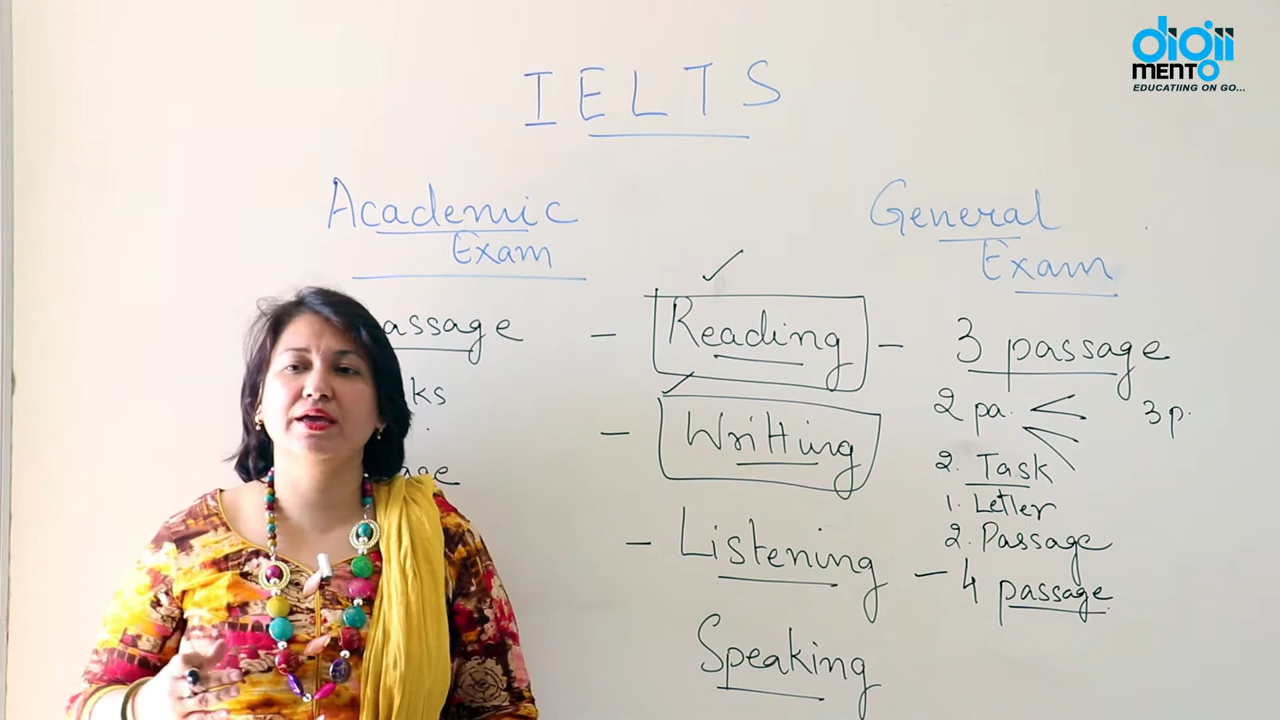 digii
MENTO
EDUCATIING ON GO...
IELTS
Academic
Exam
General
Exam
assage – Reading – 3 passage
ks
2 pa. 3 p.
– Writting
2. Task
1. Letter
2. Passage
– Listening – 4 passage
Speaking